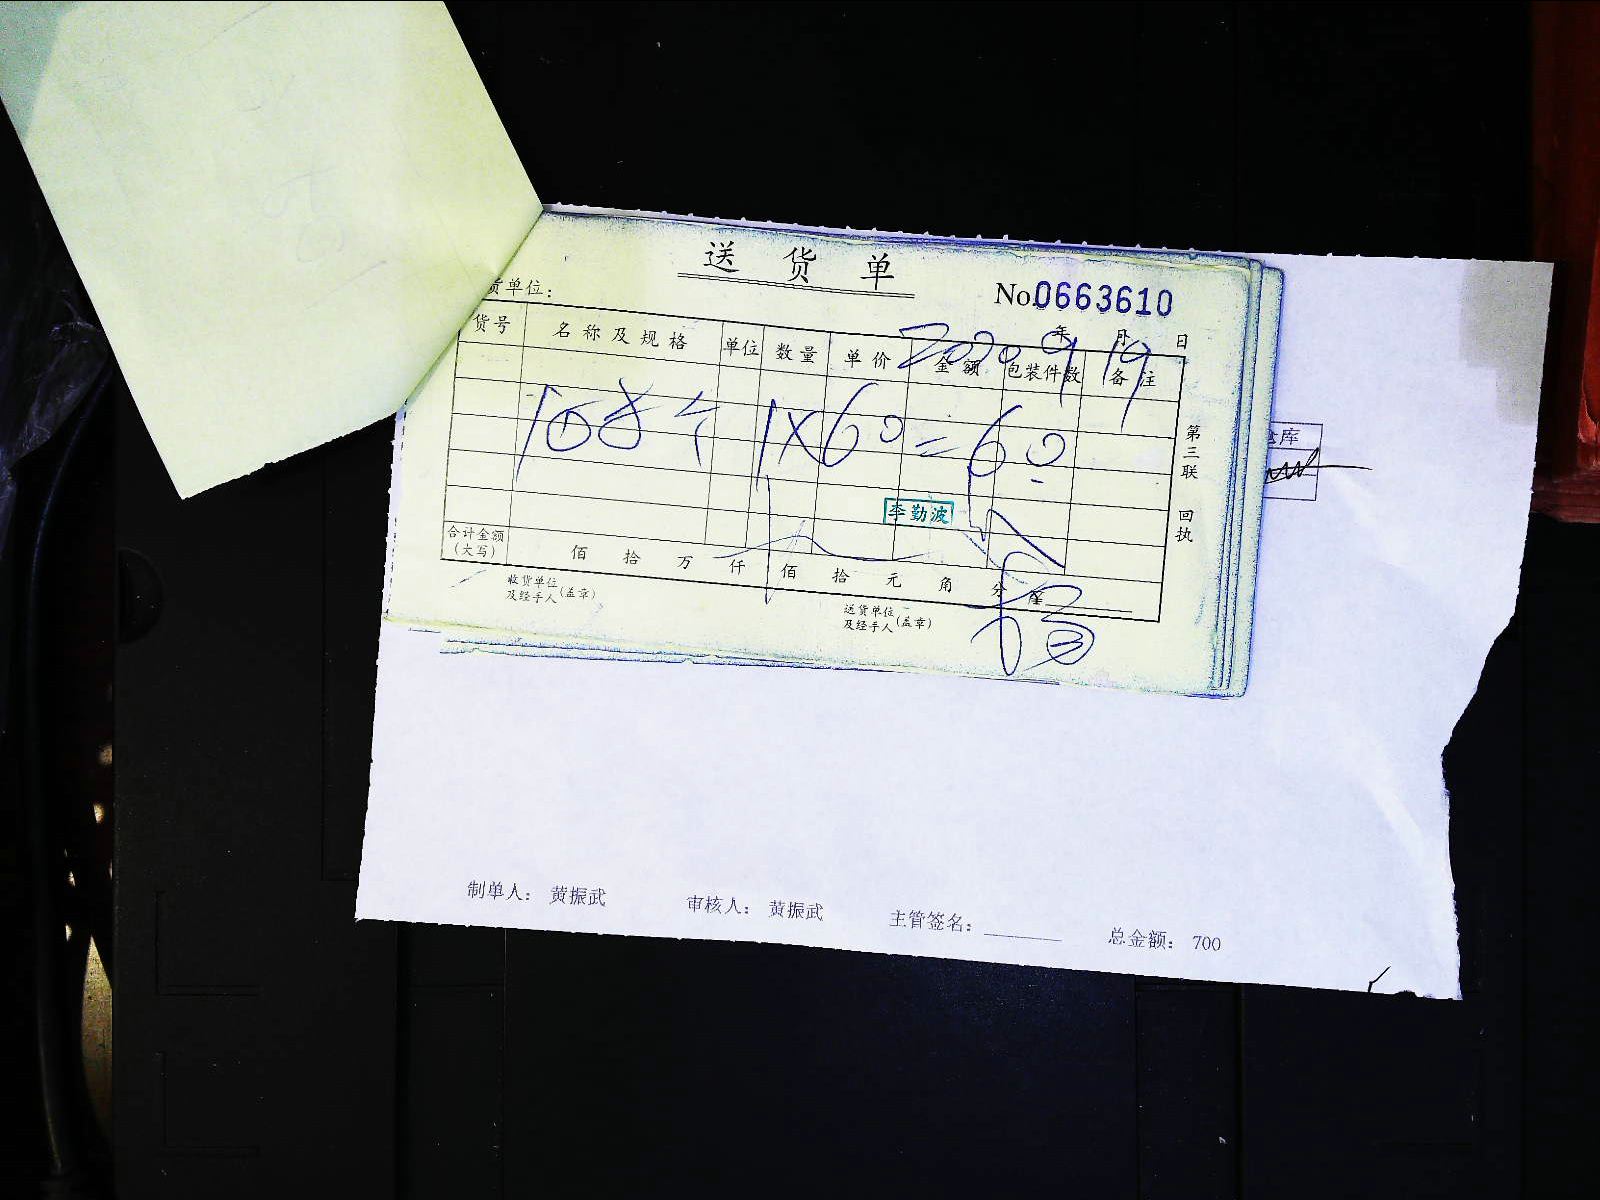 送 货 单
No.0663610
货单位：
年 月 日
2020 9 19
货号 名称及规格 单位 数量 单价 金额 包装件数 备注
1×60=60
李勤波
合计金额（大写） 佰 拾 万 仟 佰 拾 元 角 分
收货单位及经手人（盖章）
送货单位及经手人（盖章）
第三联 回执
仓库
制单人： 黄振武 审核人： 黄振武 主管签名： 总金额： 700